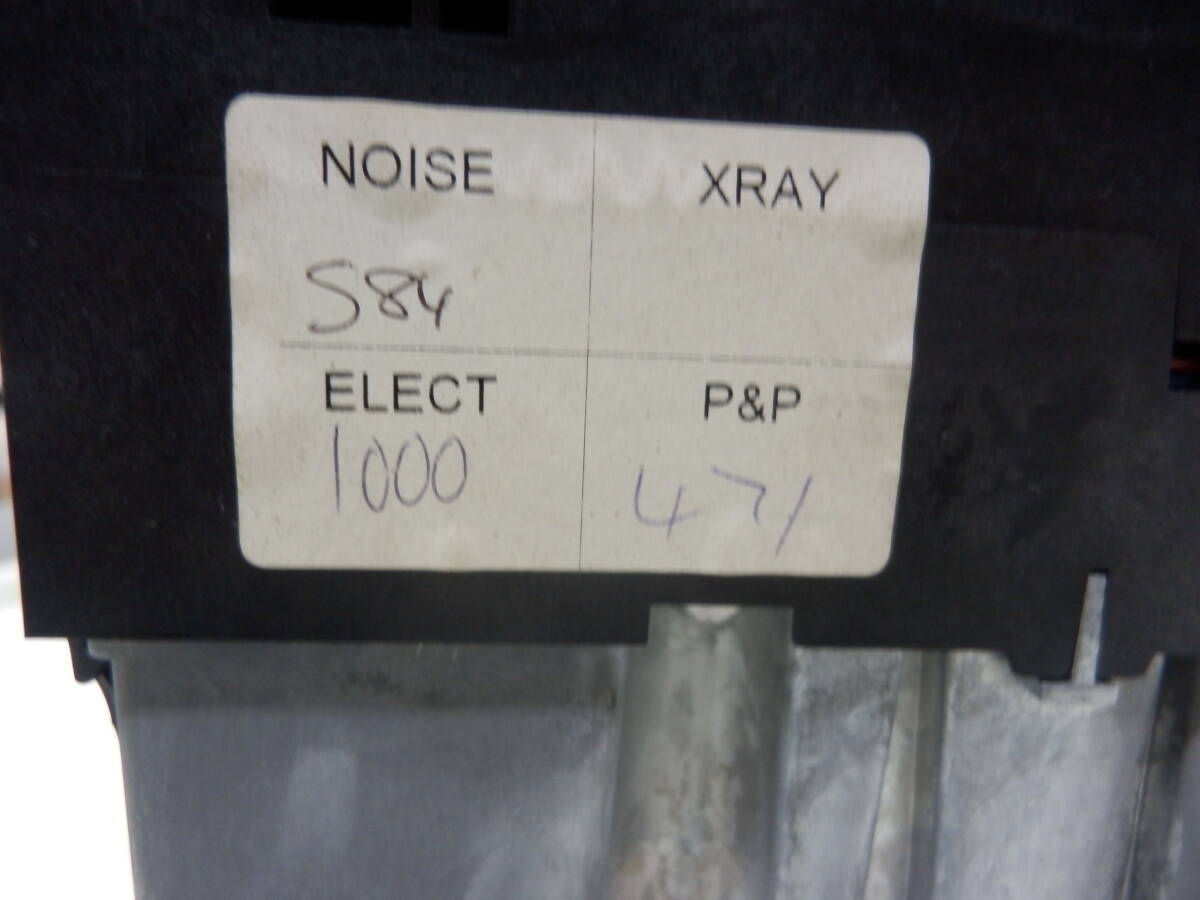 NOISE XRAY
S84
ELECT P&P
1000
471